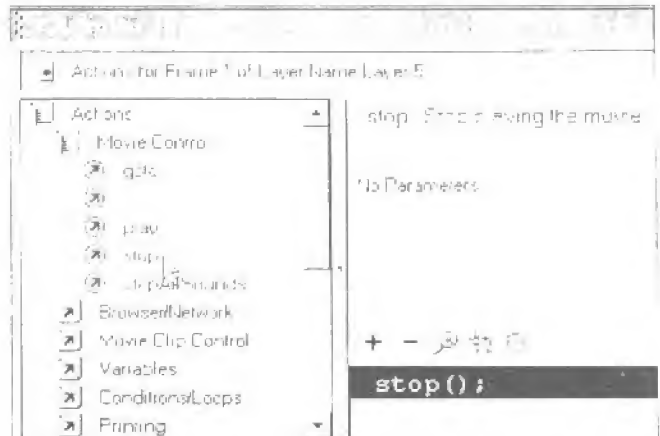 Actions for Frame 1 of Layer Name Layer 5
Actions
Movie Control
goto
play
stop
stopAllSounds
Browser/Network
Movie Clip Control
Variables
Conditions/Loops
Printing
stop : Stop playing the movie
No Parameters
+ -
stop();